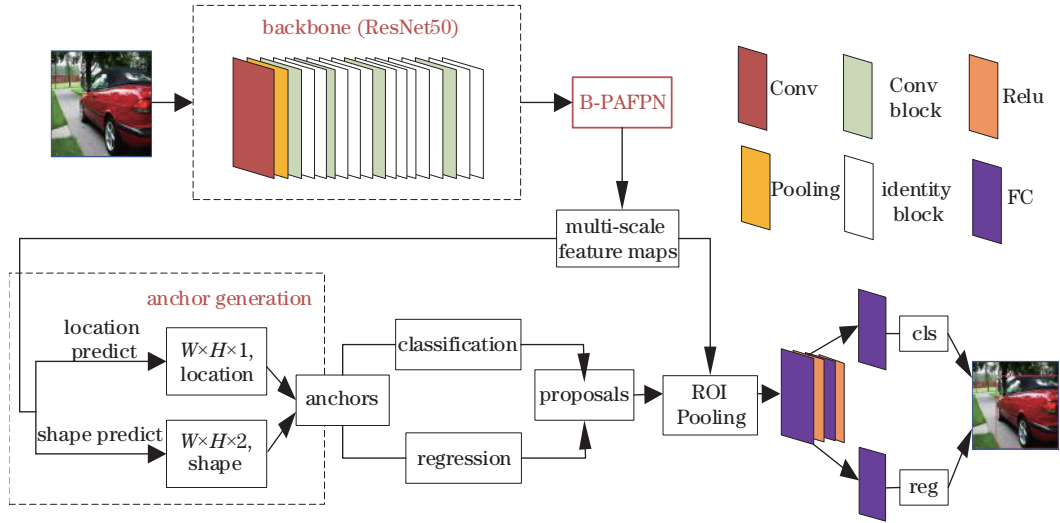 backbone (ResNet50)
B-PAFPN
Conv
Conv
block
Relu
Pooling
identity
block
FC
multi-scale
feature maps
anchor generation
location
predict
W×H×1,
location
shape predict
W×H×2,
shape
anchors
classification
regression
proposals
ROI
Pooling
cls
reg